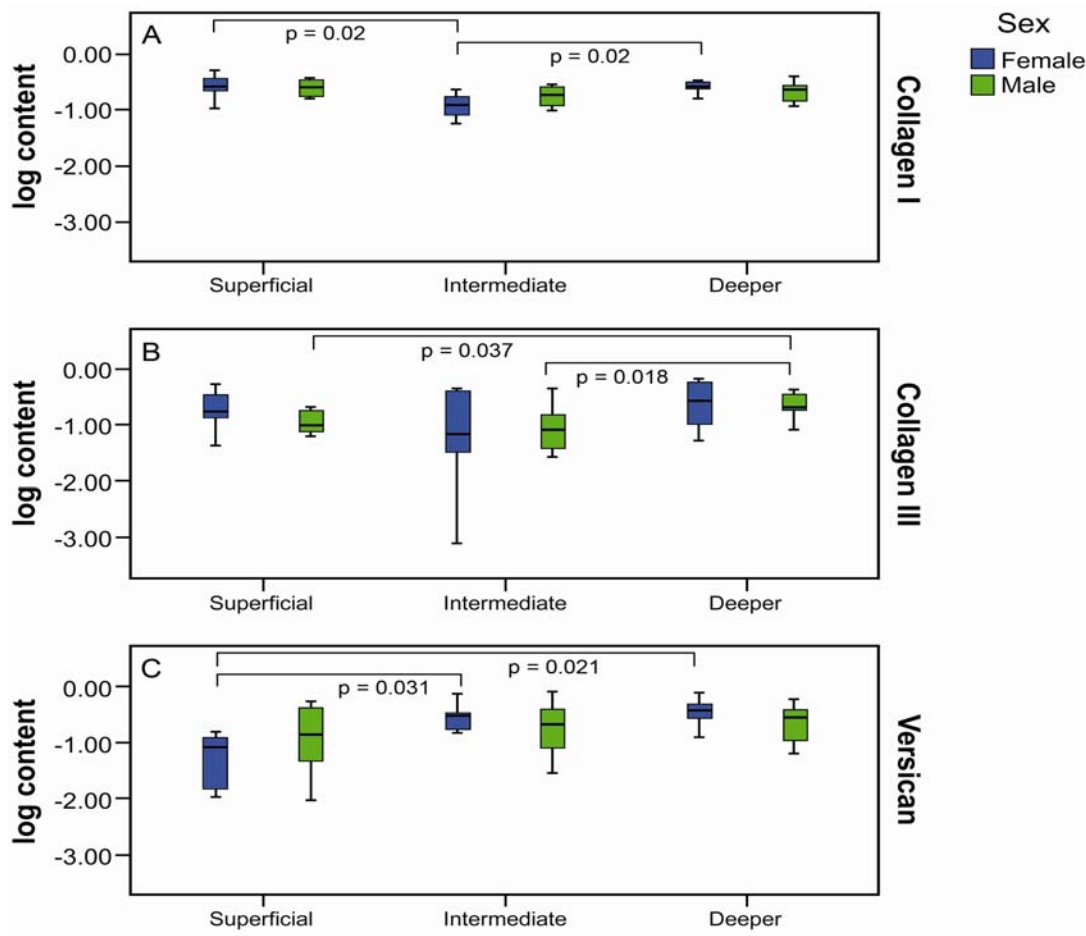 Sex
Female
Male
A
p = 0.02
p = 0.02
0.00
-1.00
-2.00
-3.00
log content
Collagen I
Superficial Intermediate Deeper
B
p = 0.037
p = 0.018
0.00
-1.00
-2.00
-3.00
log content
Collagen III
Superficial Intermediate Deeper
C
p = 0.021
p = 0.031
0.00
-1.00
-2.00
-3.00
log content
Versican
Superficial Intermediate Deeper